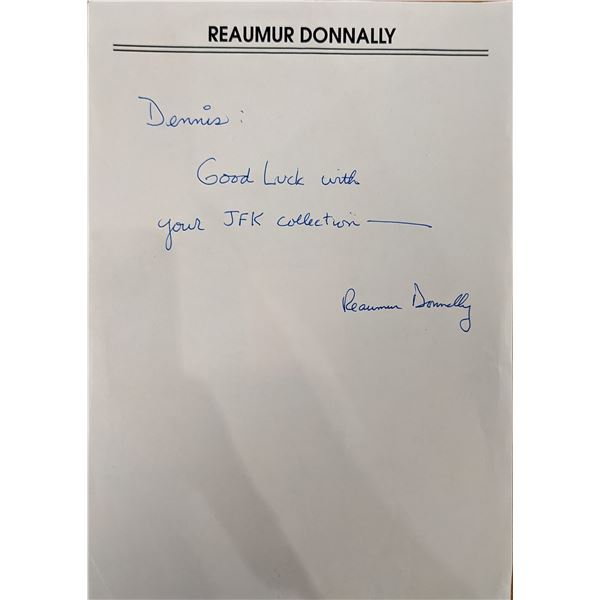 REAUMUR DONNALLY
Dennis:
Good Luck with
your JFK collection —
Reaumur Donnally